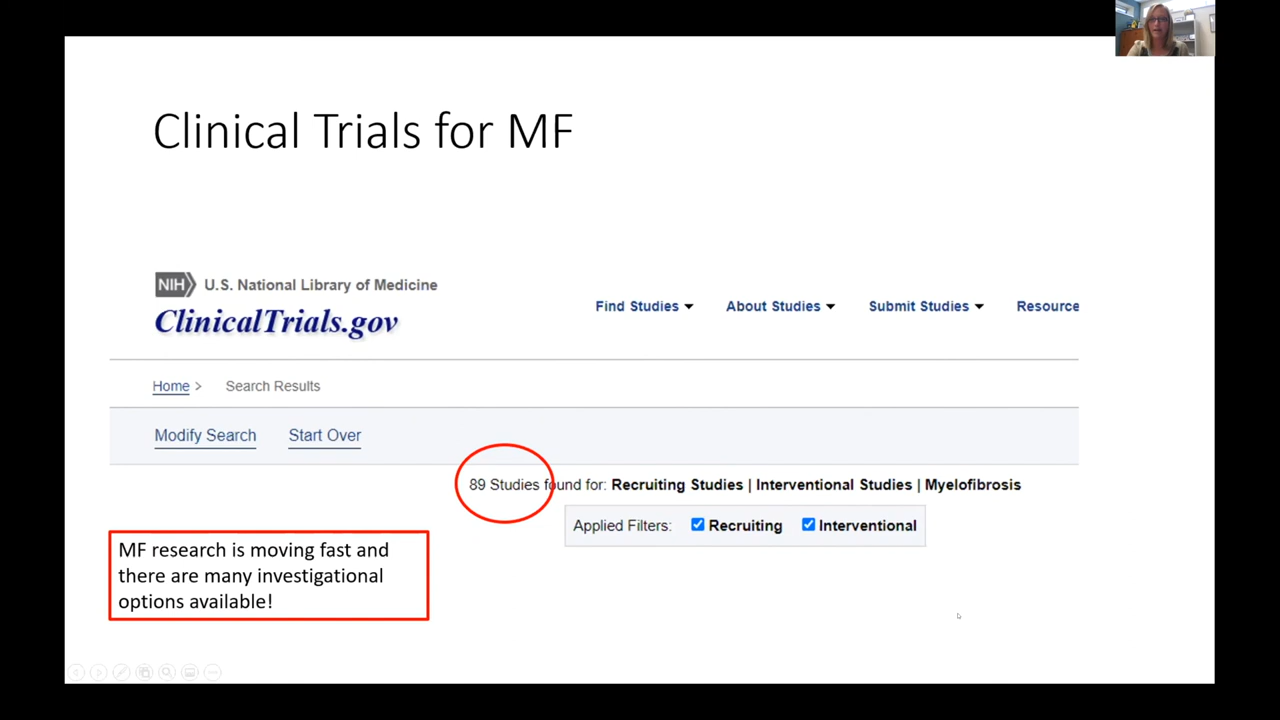 Clinical Trials for MF
NIH U.S. National Library of Medicine
ClinicalTrials.gov
Find Studies About Studies Submit Studies Resource
Home > Search Results
Modify Search Start Over
89 Studies found for: Recruiting Studies | Interventional Studies | Myelofibrosis
Applied Filters: Recruiting Interventional
MF research is moving fast and
there are many investigational
options available!